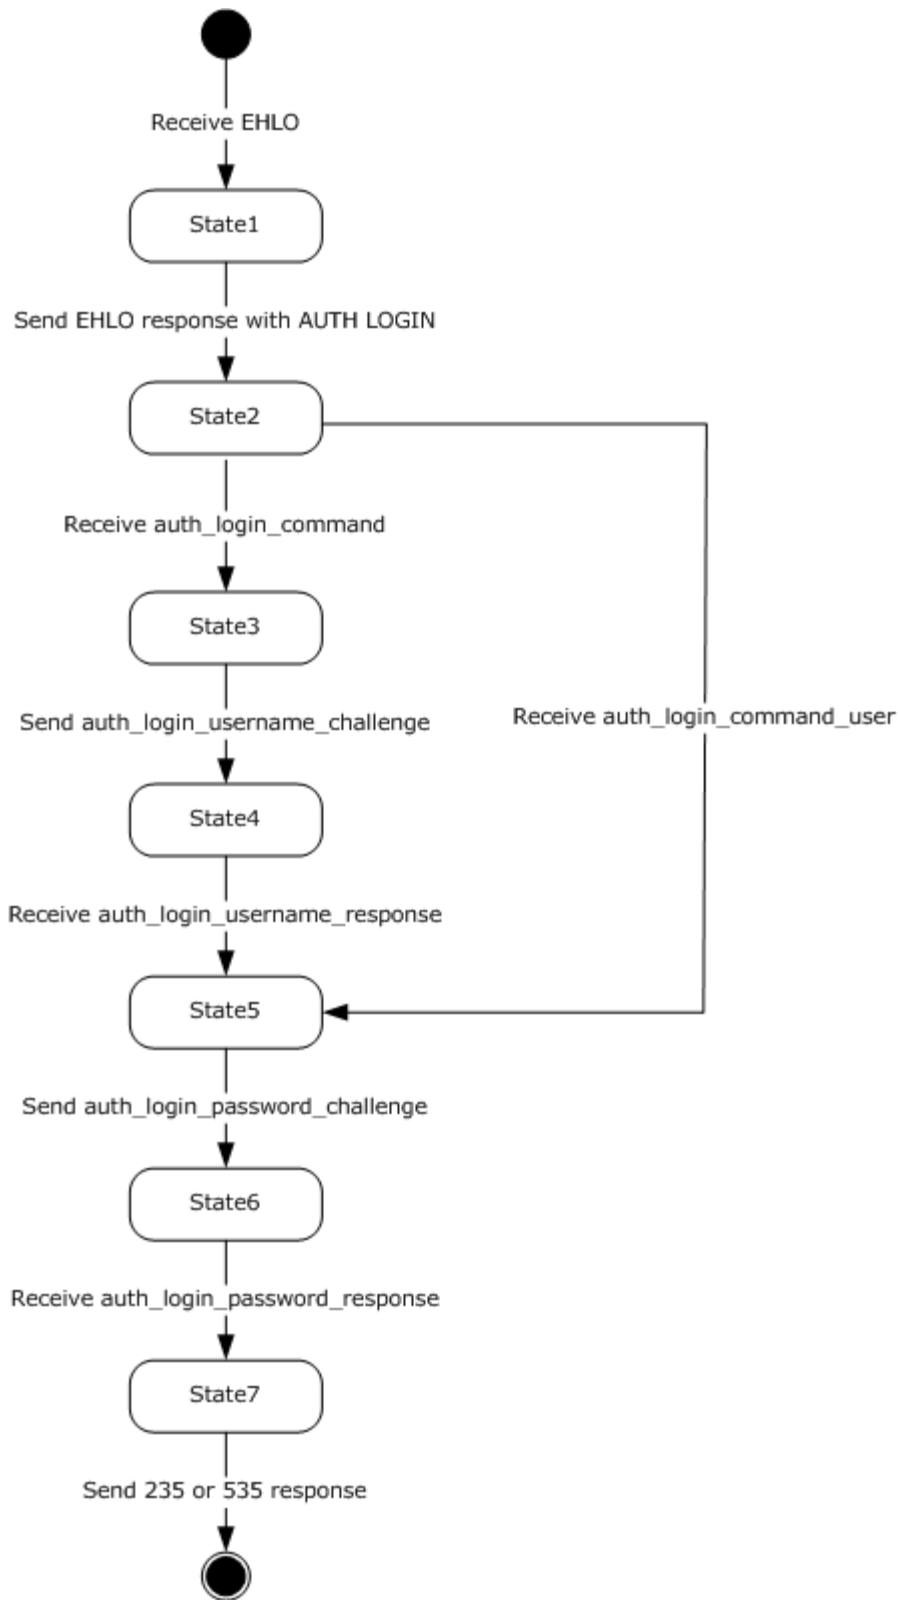 Receive EHLO
State1
Send EHLO response with AUTH LOGIN
State2
Receive auth_login_command
State3
Send auth_login_username_challenge
Receive auth_login_command_user
State4
Receive auth_login_username_response
State5
Send auth_login_password_challenge
State6
Receive auth_login_password_response
State7
Send 235 or 535 response